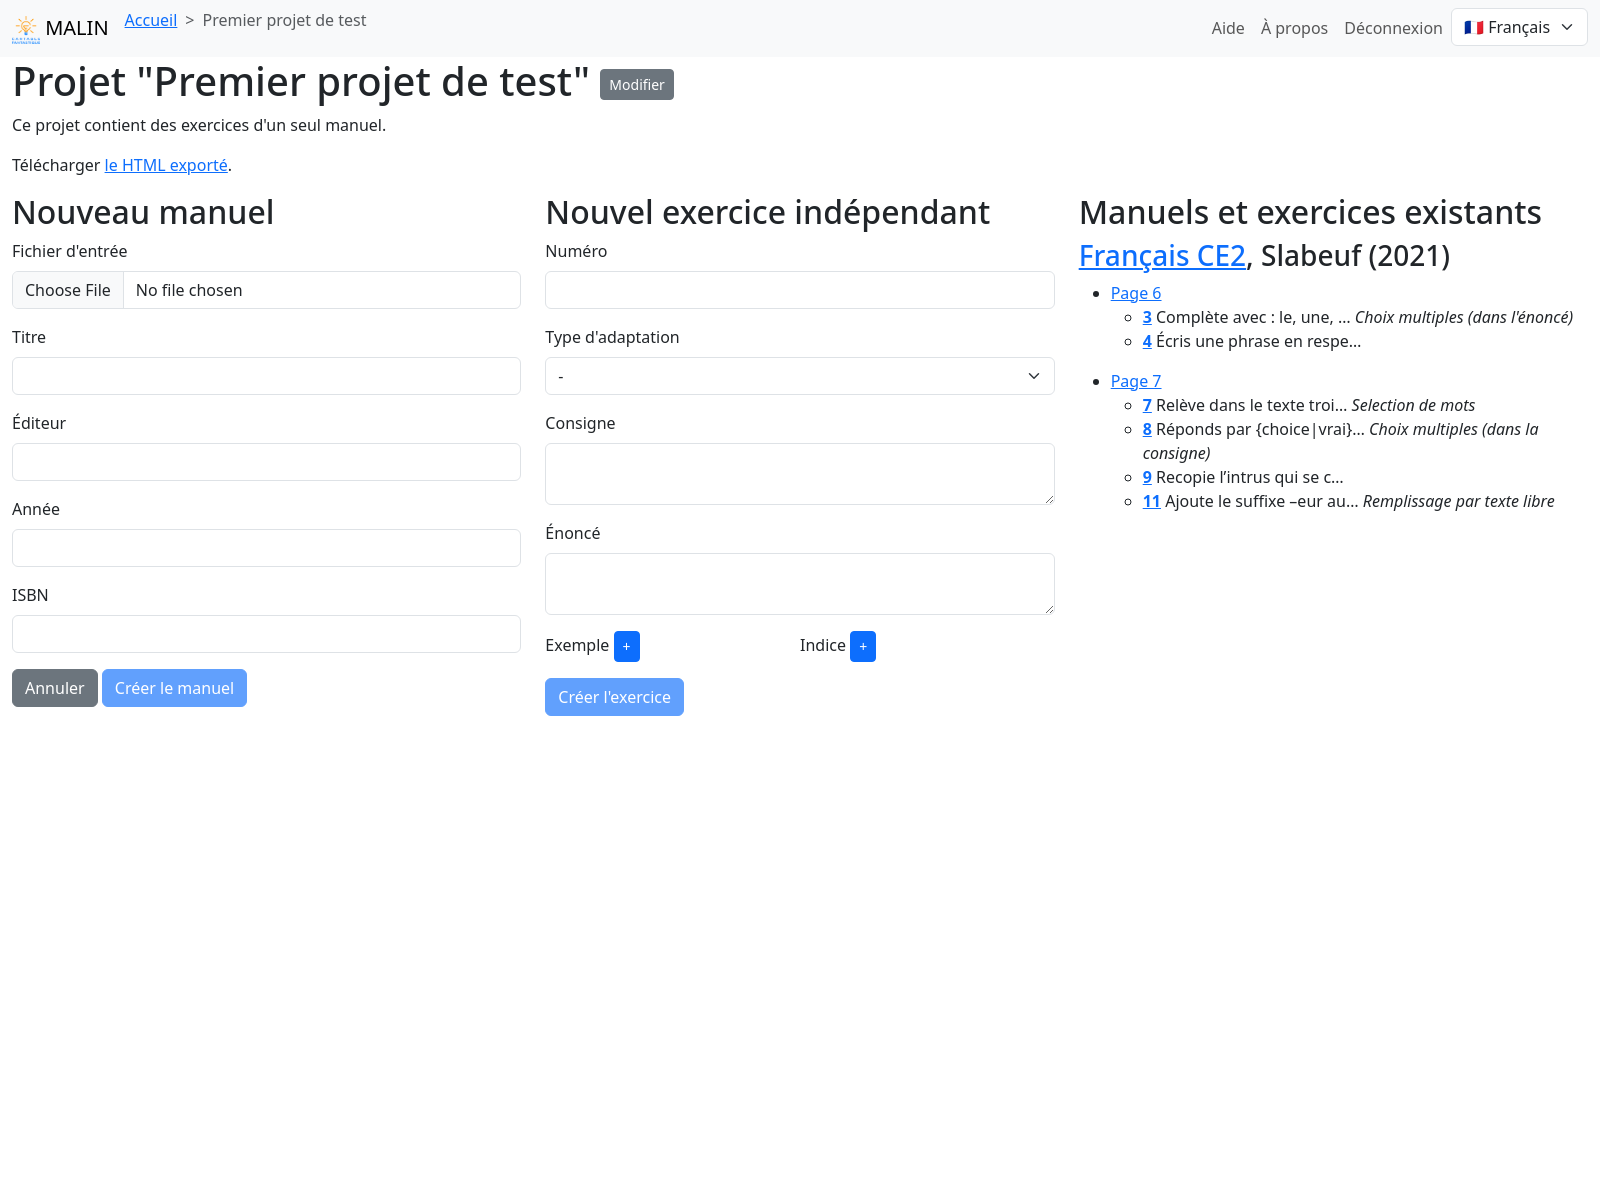 MALIN Accueil > Premier projet de test Aide À propos Déconnexion Français
Projet "Premier projet de test" Modifier
Ce projet contient des exercices d'un seul manuel.
Télécharger le HTML exporté.
Nouveau manuel
Fichier d'entrée
Choose File No file chosen
Titre
Éditeur
Année
ISBN
Annuler Créer le manuel
Nouvel exercice indépendant
Numéro
Type d'adaptation
-
Consigne
Énoncé
Exemple + Indice +
Créer l'exercice
Manuels et exercices existants
Français CE2, Slabeuf (2021)
Page 6
3 Complète avec : le, une, … Choix multiples (dans l'énoncé)
4 Écris une phrase en respe…
Page 7
7 Relève dans le texte troi… Selection de mots
8 Réponds par {choice|vrai}… Choix multiples (dans la
consigne)
9 Recopie l’intrus qui se c…
11 Ajoute le suffixe –eur au… Remplissage par texte libre